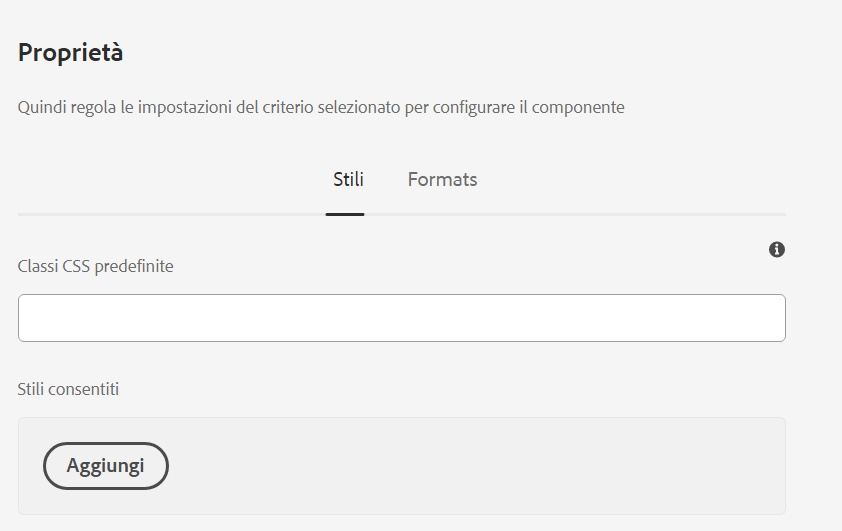 Proprietà
Quindi regola le impostazioni del criterio selezionato per configurare il componente
Stili
Formats
Classi CSS predefinite
Stili consentiti
Aggiungi